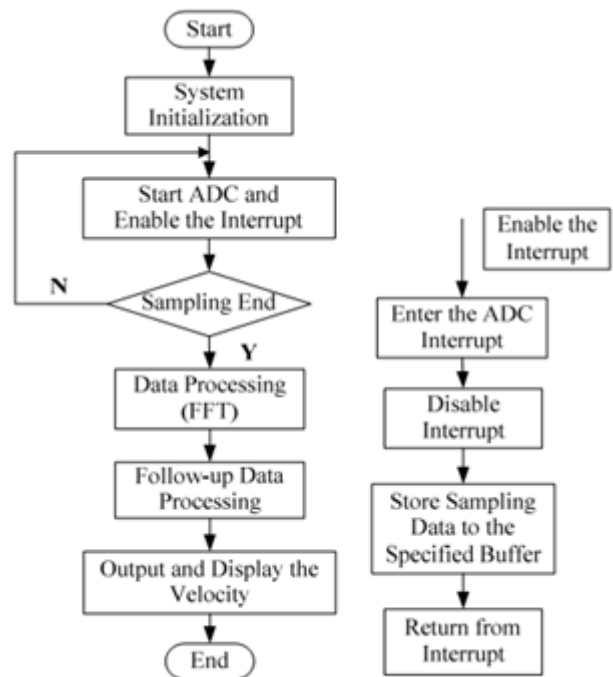 Start
System
Initialization
Start ADC and
Enable the Interrupt
N
Sampling End
Y
Data Processing
(FFT)
Follow-up Data
Processing
Output and Display the
Velocity
End
Enable the
Interrupt
Enter the ADC
Interrupt
Disable
Interrupt
Store Sampling
Data to the
Specified Buffer
Return from
Interrupt